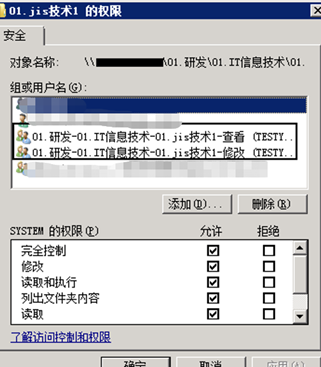 01.jis技术1 的权限
安全
对象名称: \\ \01.研发\01.IT信息技术\01.
组或用户名(G):
01.研发-01.IT信息技术-01.jis技术1-查看 (TESTY..
01.研发-01.IT信息技术-01.jis技术1-修改 (TESTY..
添加(D)... 删除(R)
SYSTEM 的权限(P) 允许 拒绝
完全控制
修改
读取和执行
列出文件夹内容
读取
了解访问控制和权限
确定 取消 应用(A)